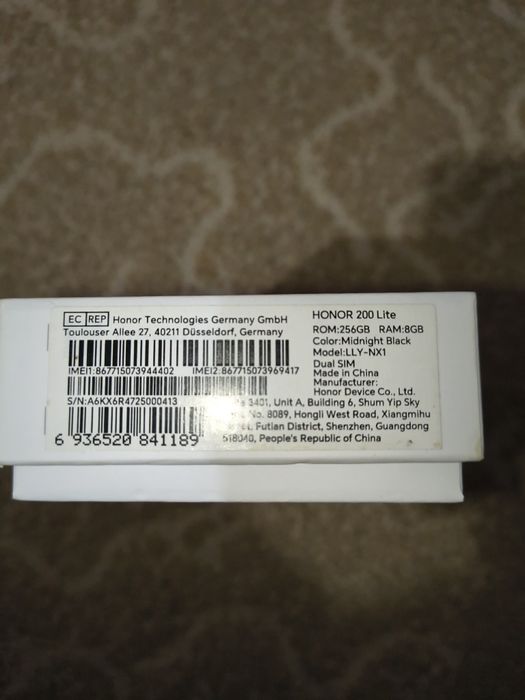 EC REP Honor Technologies Germany GmbH
Toulouser Allee 27, 40211 Düsseldorf, Germany
IMEI1:867715073944402 IMEI2:867715073969417
S/N:A6KX6R4725000413
6 936520 841189
HONOR 200 Lite
ROM:256GB RAM:8GB
Color:Midnight Black
Model:LLY-NX1
Dual SIM
Made in China
Manufacturer:
Honor Device Co., Ltd.
3401, Unit A, Building 6, Shum Yip Sky
No. 8089, Hongli West Road, Xiangmihu
Futian District, Shenzhen, Guangdong
518040, People's Republic of China